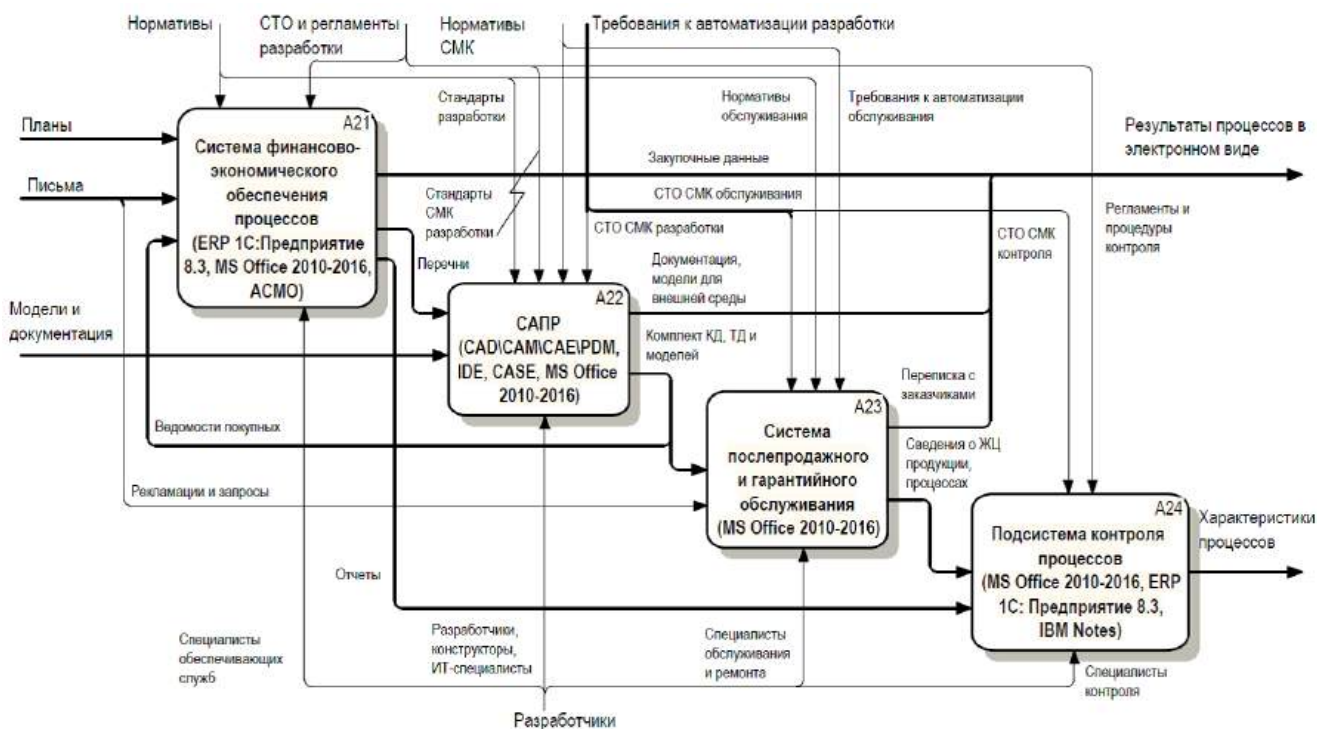 Нормативы
СТО и регламенты
разработки
Нормативы
СМК
Требования к автоматизации разработки
Стандарты
разработки
Нормативы
обслуживания
Требования к автоматизации
обслуживания
Планы
Письма
Модели и
документация
A21
Система финансово-
экономического
обеспечения
процессов
(ERP 1С:Предприятие
8.3, MS Office 2010-2016,
АСМО)
Закупочные данные
Результаты процессов в
электронном виде
Стандарты
СМК
разработки
СТО СМК обслуживания
СТО СМК разработки
СТО СМК
контроля
Регламенты и
процедуры
контроля
Перечни
Документация,
модели для
внешней среды
A22
САПР
(CAD\CAM\CAE\PDM,
IDE, CASE, MS Office
2010-2016)
Комплект КД, ТД и
моделей
Переписка с
заказчиками
A23
Система
послепродажного
и гарантийного
обслуживания
(MS Office 2010-2016)
Ведомости покупных
Рекламации и запросы
Сведения о ЖЦ
продукции,
процессах
A24
Подсистема контроля
процессов
(MS Office 2010-2016, ERP
1С: Предприятие 8.3,
IBM Notes)
Характеристики
процессов
Отчеты
Специалисты
обеспечивающих
служб
Разработчики,
конструкторы,
ИТ-специалисты
Специалисты
обслуживания
и ремонта
Специалисты
контроля
Разработчики